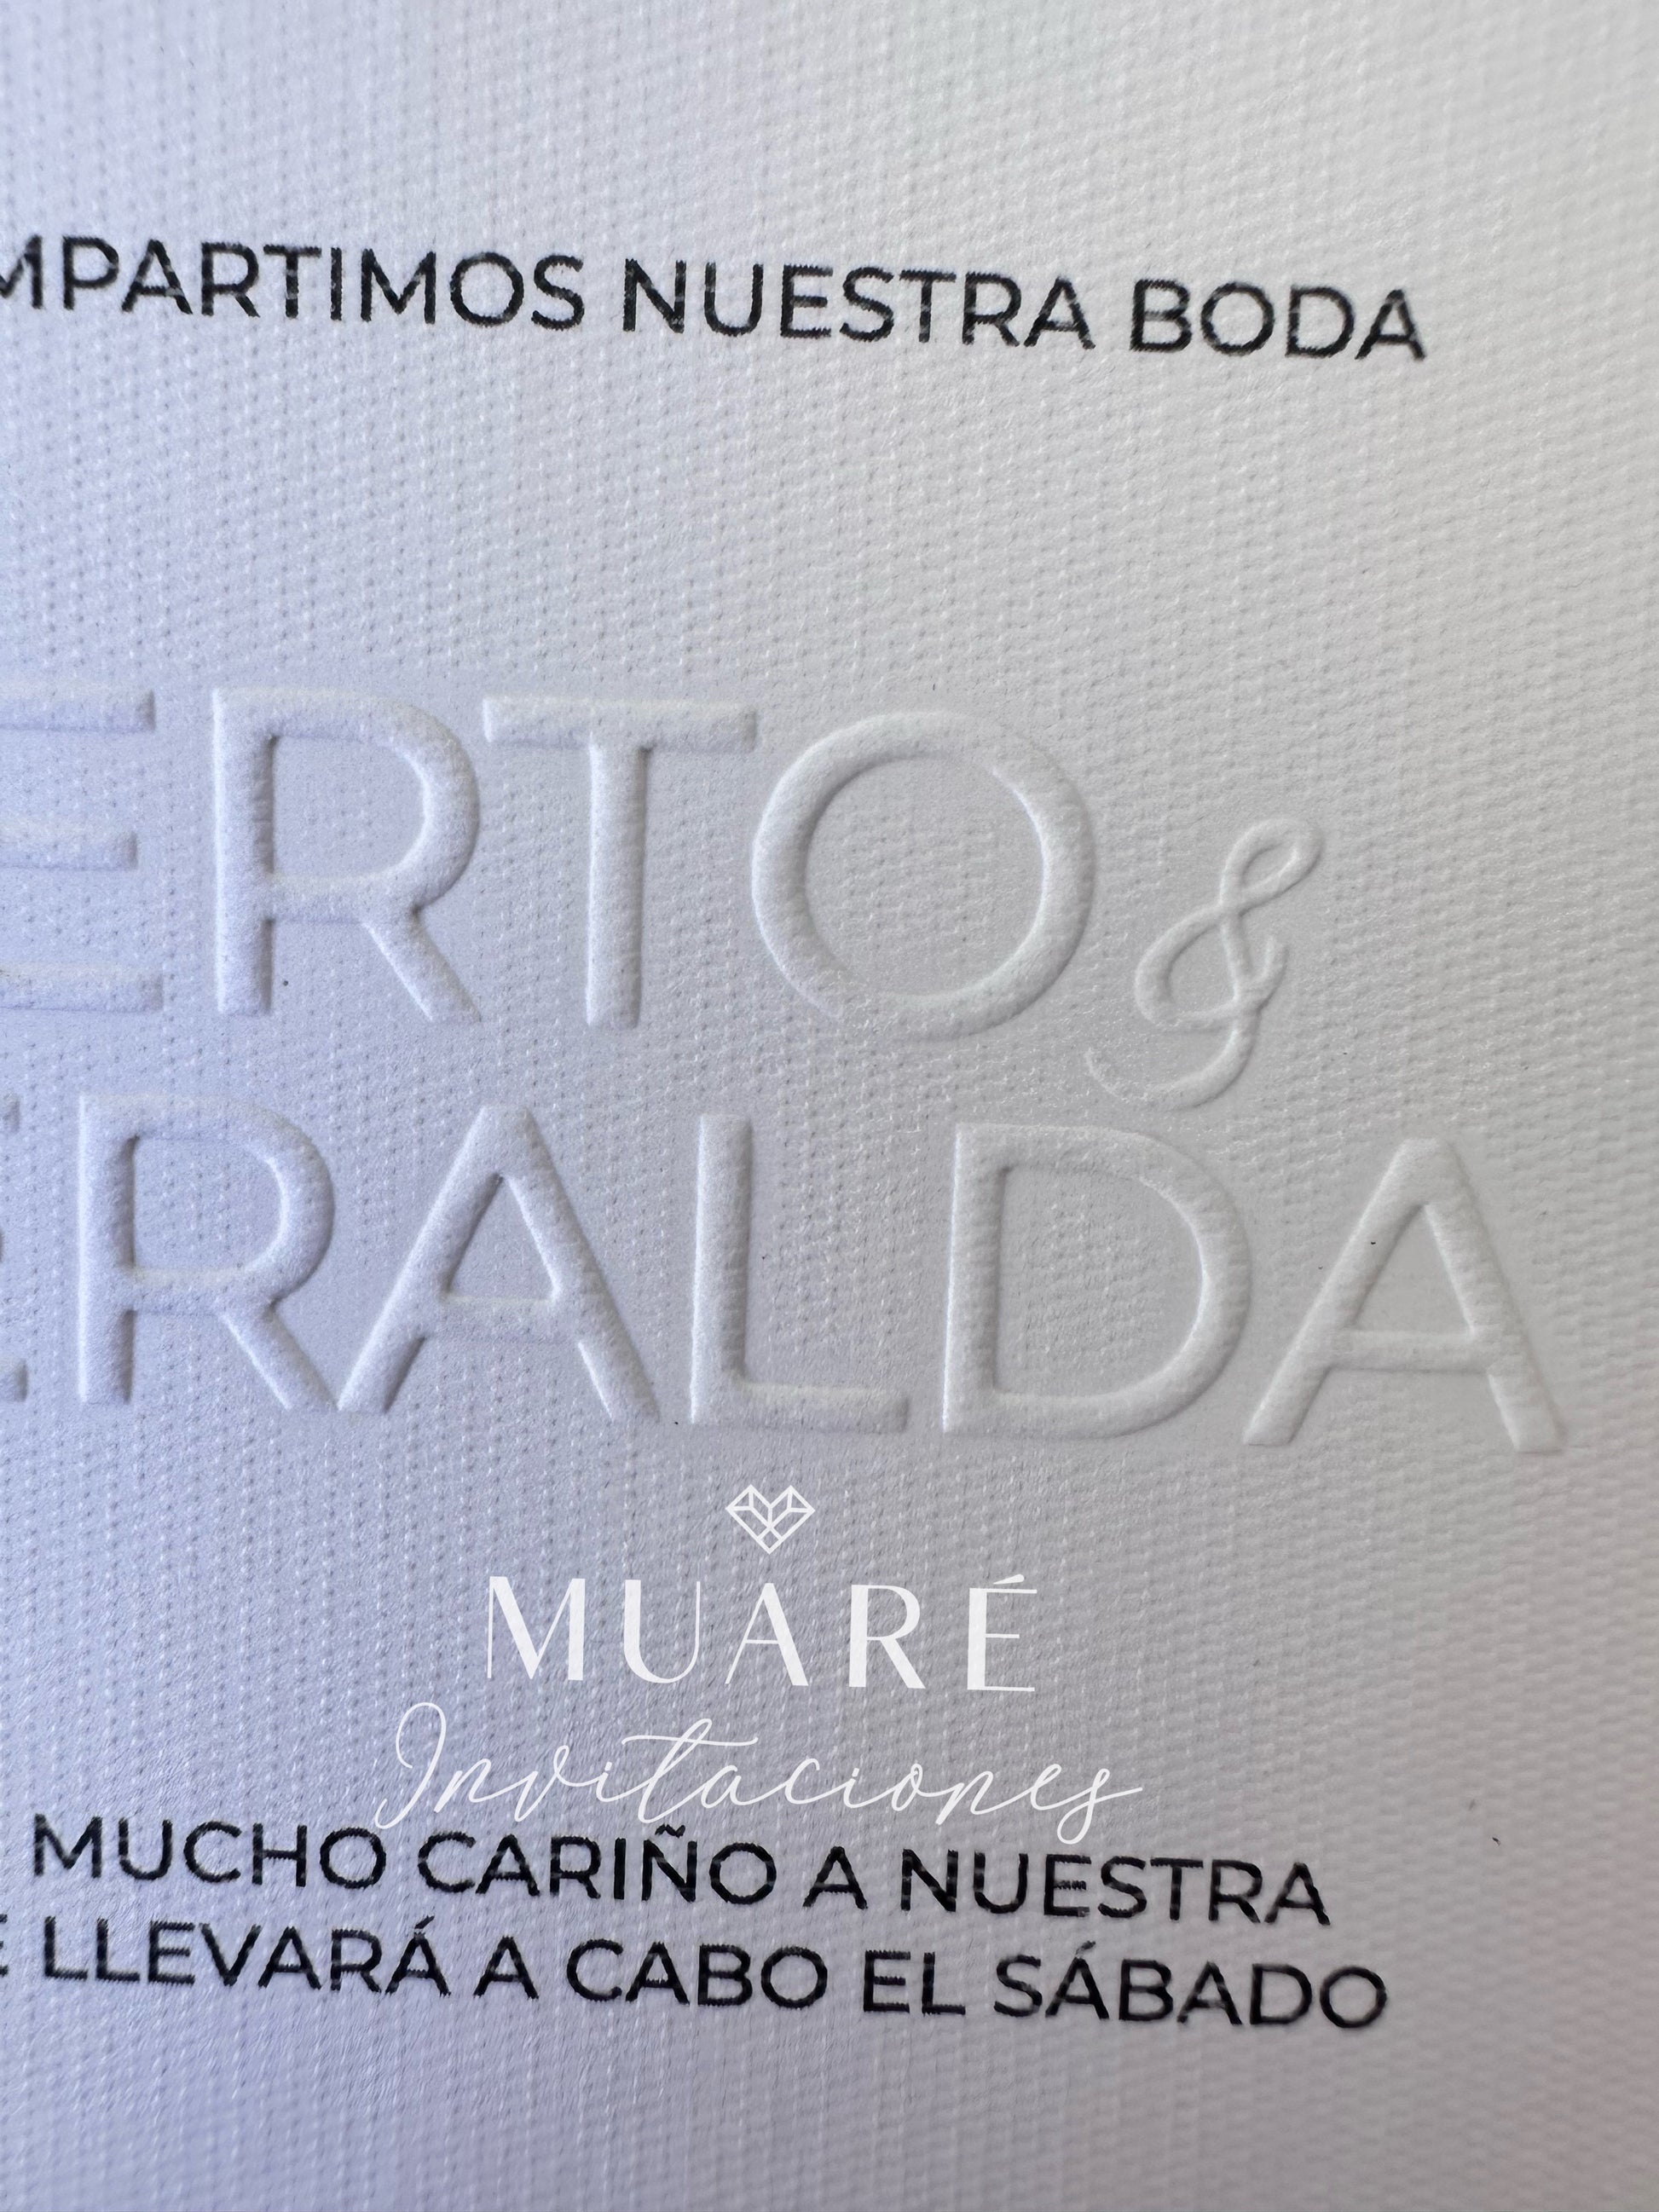 MPARTIMOS NUESTRA BODA
ERTO &
ERALDA
MUARÉ
Invitaciones
MUCHO CARIÑO A NUESTRA
E LLEVARÁ A CABO EL SÁBADO